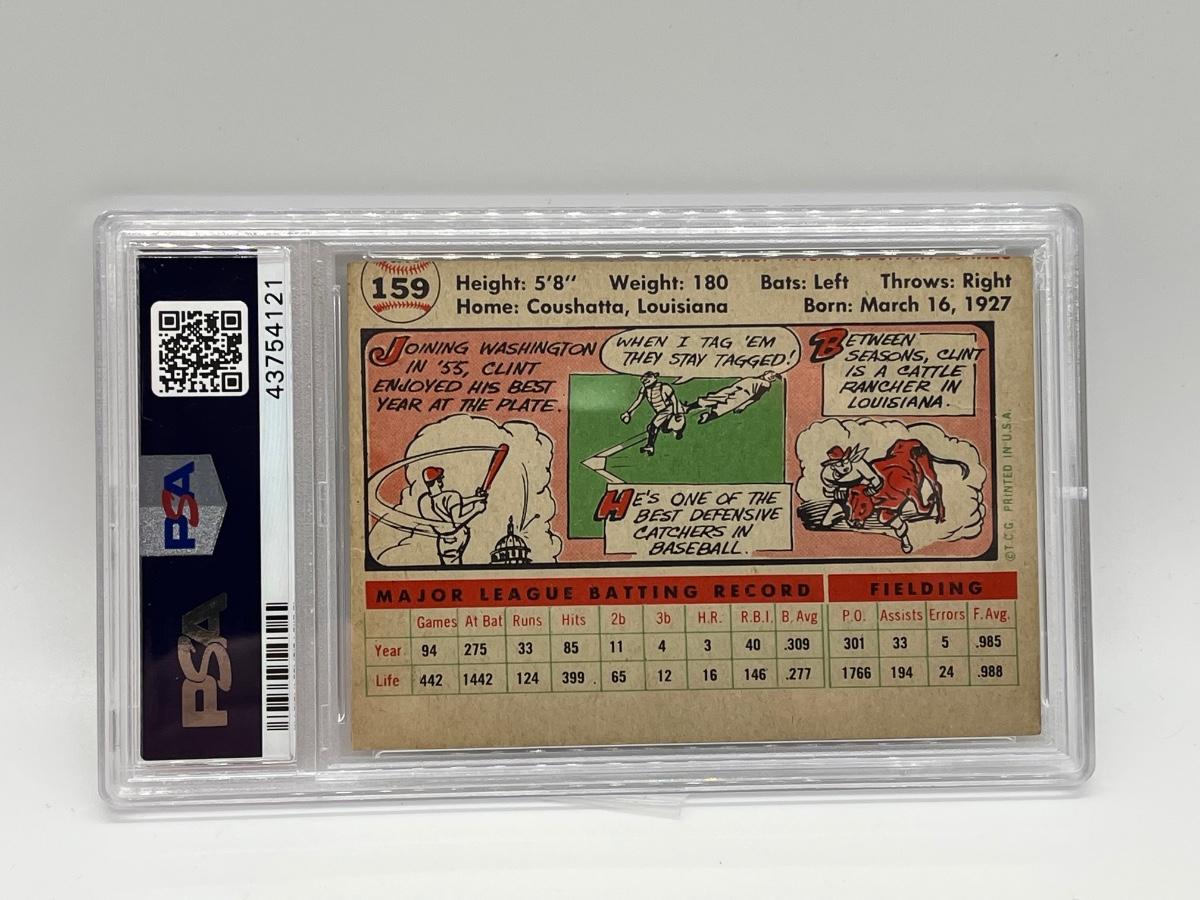 159
Height: 5'8" Weight: 180 Bats: Left Throws: Right
Home: Coushatta, Louisiana Born: March 16, 1927
JOINING WASHINGTON
IN '55, CLINT
ENJOYED HIS BEST
YEAR AT THE PLATE.
WHEN I TAG 'EM
THEY STAY TAGGED!
HE'S ONE OF THE
BEST DEFENSIVE
CATCHERS IN
BASEBALL.
BETWEEN
SEASONS, CLINT
IS A CATTLE
RANCHER IN
LOUISIANA.
© T.C.G. PRINTED IN U.S.A.
MAJOR LEAGUE BATTING RECORD FIELDING
Games At Bat Runs Hits 2b 3b H.R. R.B.I. B. Avg P.O. Assists Errors F. Avg.
Year 94 275 33 85 11 4 3 40 .309 301 33 5 .985
Life 442 1442 124 399 65 12 16 146 .277 1766 194 24 .988
43754121
PSA
PSA